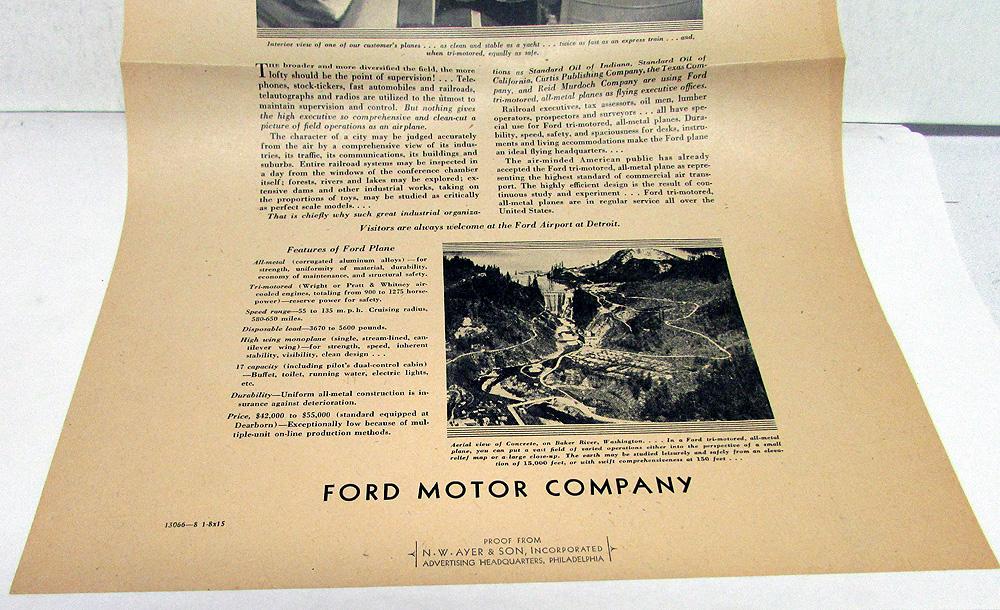 Interior view of one of our customer's planes . . . as clean and stable as a yacht . . . twice as fast as an express train . . . and,
when tri-motored, equally as safe.
THE broader and more diversified the field, the more
lofty should be the point of supervision! . . . Tele-
phones, stock-tickers, fast automobiles and railroads,
telautographs and radios are utilized to the utmost to
maintain supervision and control. But nothing gives
the high executive so comprehensive and clean-cut a
picture of field operations as an airplane.
The character of a city may be judged accurately
from the air by a comprehensive view of its indus-
tries, its traffic, its communications, its buildings and
suburbs. Entire railroad systems may be inspected in
a day from the windows of the conference chamber
itself; forests, rivers and lakes may be explored; ex-
tensive dams and other industrial works, taking on
the proportions of toys, may be studied as critically
as perfect scale models. . . .
That is chiefly why such great industrial organiza-
tions as Standard Oil of Indiana, Standard Oil of
California, Curtis Publishing Company, the Texas Com-
pany, and Reid Murdoch Company are using Ford
tri-motored, all-metal planes as flying executive offices.
Railroad executives, tax assessors, oil men, lumber
operators, prospectors and surveyors . . . all have spe-
cial use for Ford tri-motored, all-metal planes. Dura-
bility, speed, safety, and spaciousness for desks, instru-
ments and living accommodations make the Ford plane
an ideal flying headquarters. . . .
The air-minded American public has already
accepted the Ford tri-motored, all-metal plane as repre-
senting the highest standard of commercial air trans-
port. The highly efficient design is the result of con-
tinuous study and experiment . . . Ford tri-motored,
all-metal planes are in regular service all over the
United States.
Visitors are always welcome at the Ford Airport at Detroit.
Features of Ford Plane
All-metal (corrugated aluminum alloys)—for
strength, uniformity of material, durability,
economy of maintenance, and structural safety.
Tri-motored (Wright or Pratt & Whitney air-
cooled engines, totaling from 900 to 1275 horse-
power)—reserve power for safety.
Speed range—55 to 135 m. p. h. Cruising radius,
580-650 miles.
Disposable load—3670 to 5600 pounds.
High wing monoplane (single, stream-lined, can-
tilever wing)—for strength, speed, inherent
stability, visibility, clean design . . .
17 capacity (including pilot's dual-control cabin)
—Buffet, toilet, running water, electric lights,
etc.
Durability—Uniform all-metal construction is in-
surance against deterioration.
Price, $42,000 to $55,000 (standard equipped at
Dearborn)—Exceptionally low because of mul-
tiple-unit on-line production methods.
Aerial view of Concrete, on Baker River, Washington. . . . In a Ford tri-motored, all-metal
plane, you can put a vast field of varied operations either into the perspective of a small
relief map or a large close-up. The earth may be studied leisurely and safely from an eleva-
tion of 15,000 feet, or with swift comprehensiveness at 150 feet . . .
FORD MOTOR COMPANY
13066—8 1-8x15
PROOF FROM
N·W·AYER & SON, INCORPORATED
ADVERTISING HEADQUARTERS, PHILADELPHIA